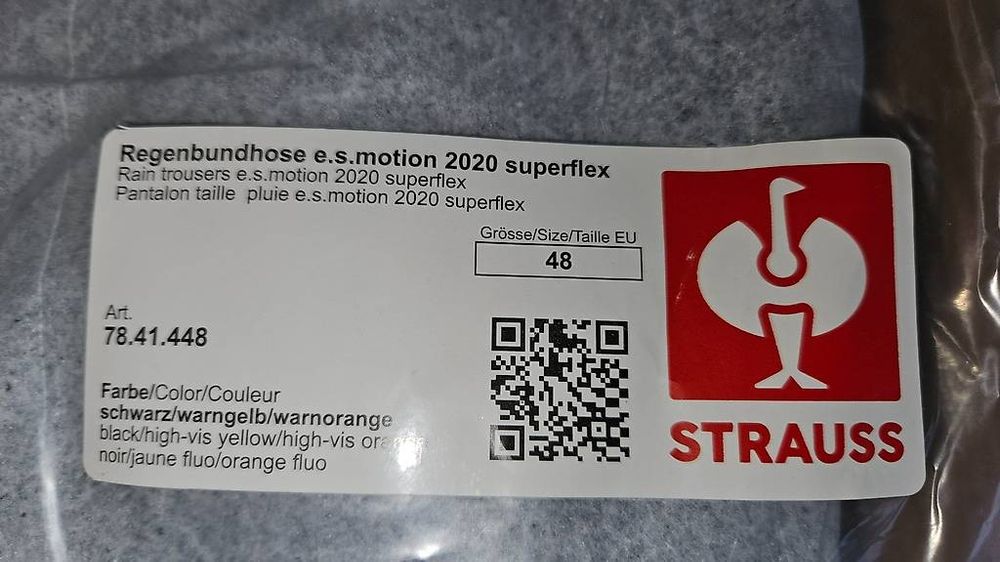 Regenbundhose e.s.motion 2020 superflex
Rain trousers e.s.motion 2020 superflex
Pantalon taille pluie e.s.motion 2020 superflex
Grösse/Size/Taille EU
48
Art.
78.41.448
Farbe/Color/Couleur
schwarz/warngelb/warnorange
black/high-vis yellow/high-vis orange
noir/jaune fluo/orange fluo
STRAUSS